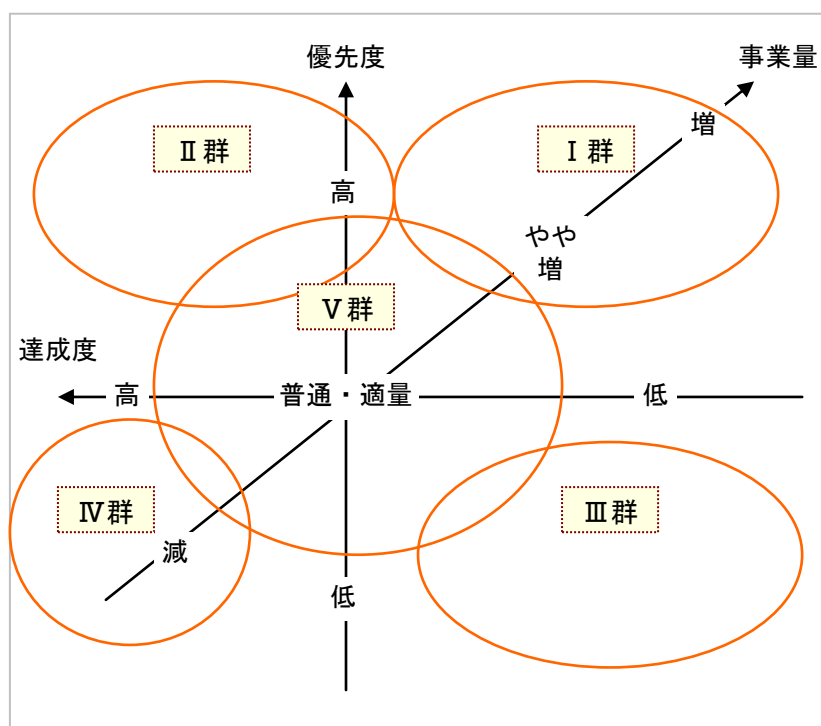 優先度
事業量
増
Ⅱ群
Ⅰ群
高
やや
増
Ⅴ群
達成度
高
普通・適量
低
Ⅳ群
Ⅲ群
減
低